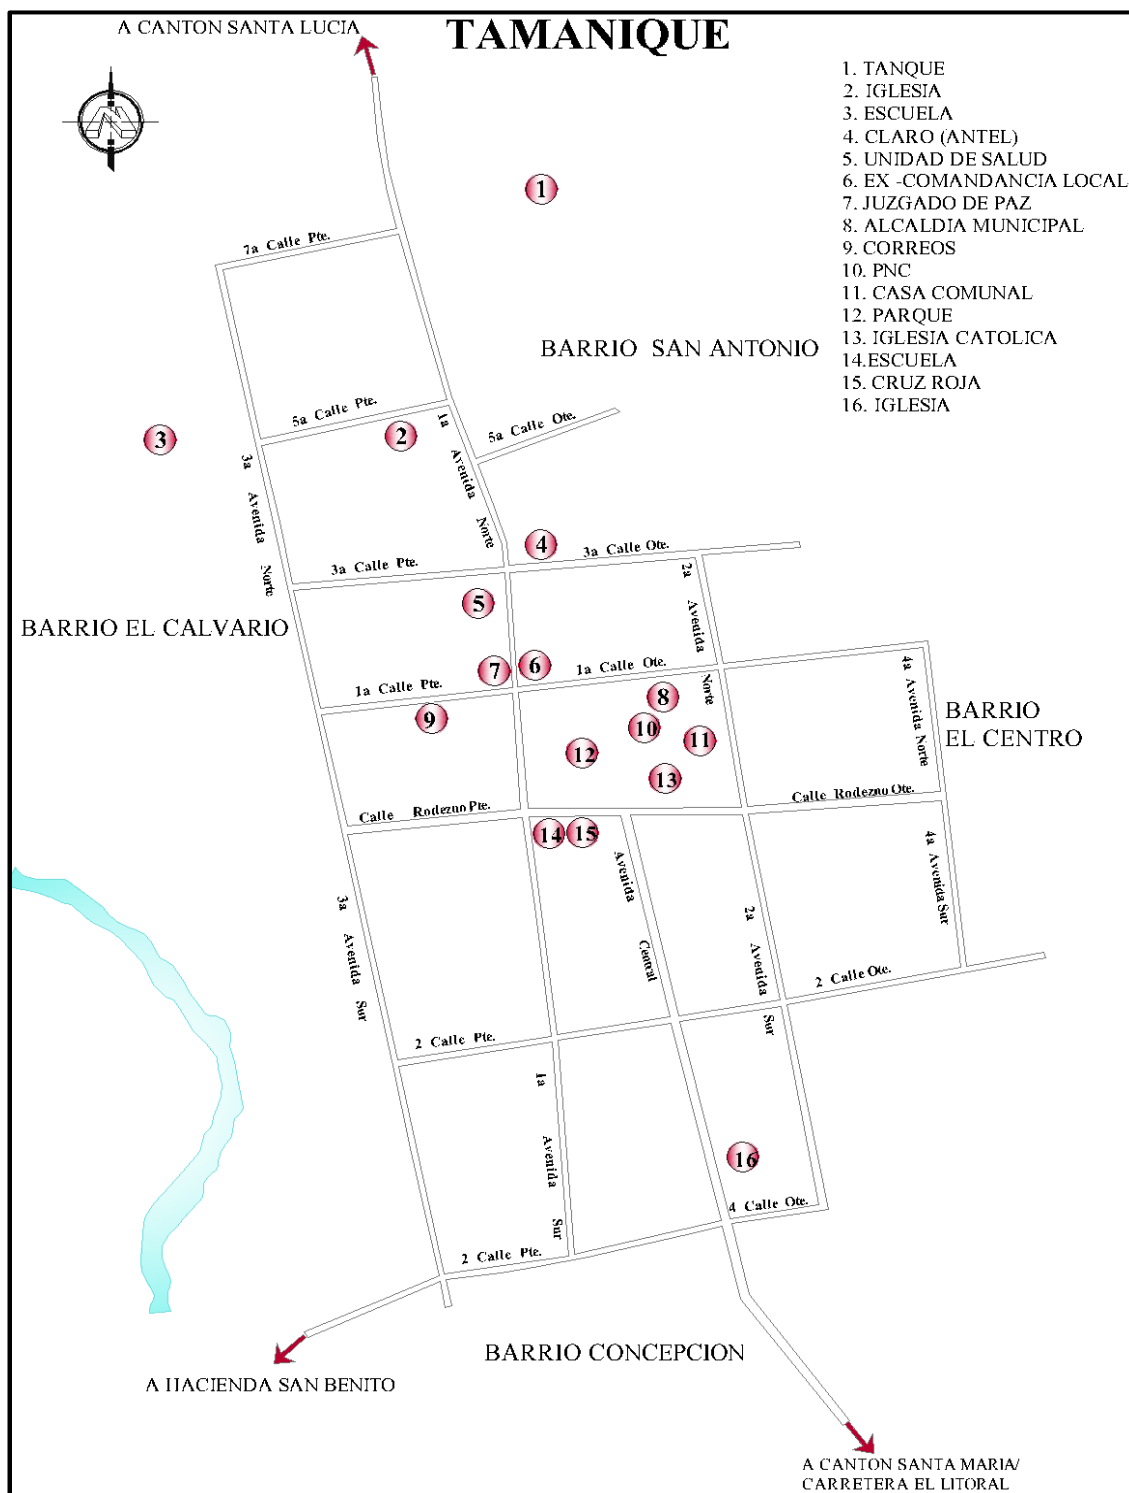 TAMANIQUE
A CANTON SANTA LUCIA
1. TANQUE
2. IGLESIA
3. ESCUELA
4. CLARO (ANTEL)
5. UNIDAD DE SALUD
6. EX -COMANDANCIA LOCAL
7. JUZGADO DE PAZ
8. ALCALDIA MUNICIPAL
9. CORREOS
10. PNC
11. CASA COMUNAL
12. PARQUE
13. IGLESIA CATOLICA
14.ESCUELA
15. CRUZ ROJA
16. IGLESIA
N
1
7a Calle Pte.
BARRIO SAN ANTONIO
5a Calle Pte.
1a Avenida Norte
5a Calle Ote.
2
3
3a Avenida Norte
4
3a Calle Ote.
3a Calle Pte.
2a Avenida Norte
5
BARRIO EL CALVARIO
7
6
1a Calle Ote.
4a Avenida Norte
1a Calle Pte.
8
9
10
11
12
13
BARRIO
EL CENTRO
Calle Rodezno Pte.
Calle Rodezno Ote.
14
15
Avenida Central
4a Avenida Sur
3a Avenida Sur
2a Avenida Sur
2 Calle Ote.
2 Calle Pte.
1a Avenida Sur
16
4 Calle Ote.
2 Calle Pte.
BARRIO CONCEPCION
A HACIENDA SAN BENITO
A CANTON SANTA MARIA/
CARRETERA EL LITORAL